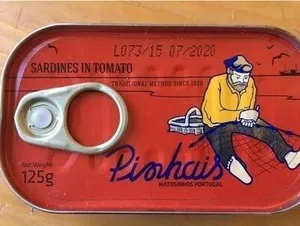 L073/15 07/2020
SARDINES IN TOMATO
TRADITIONAL METHOD SINCE 1920
Net Weight
125g
Pinhais
MATOSINHOS PORTUGAL